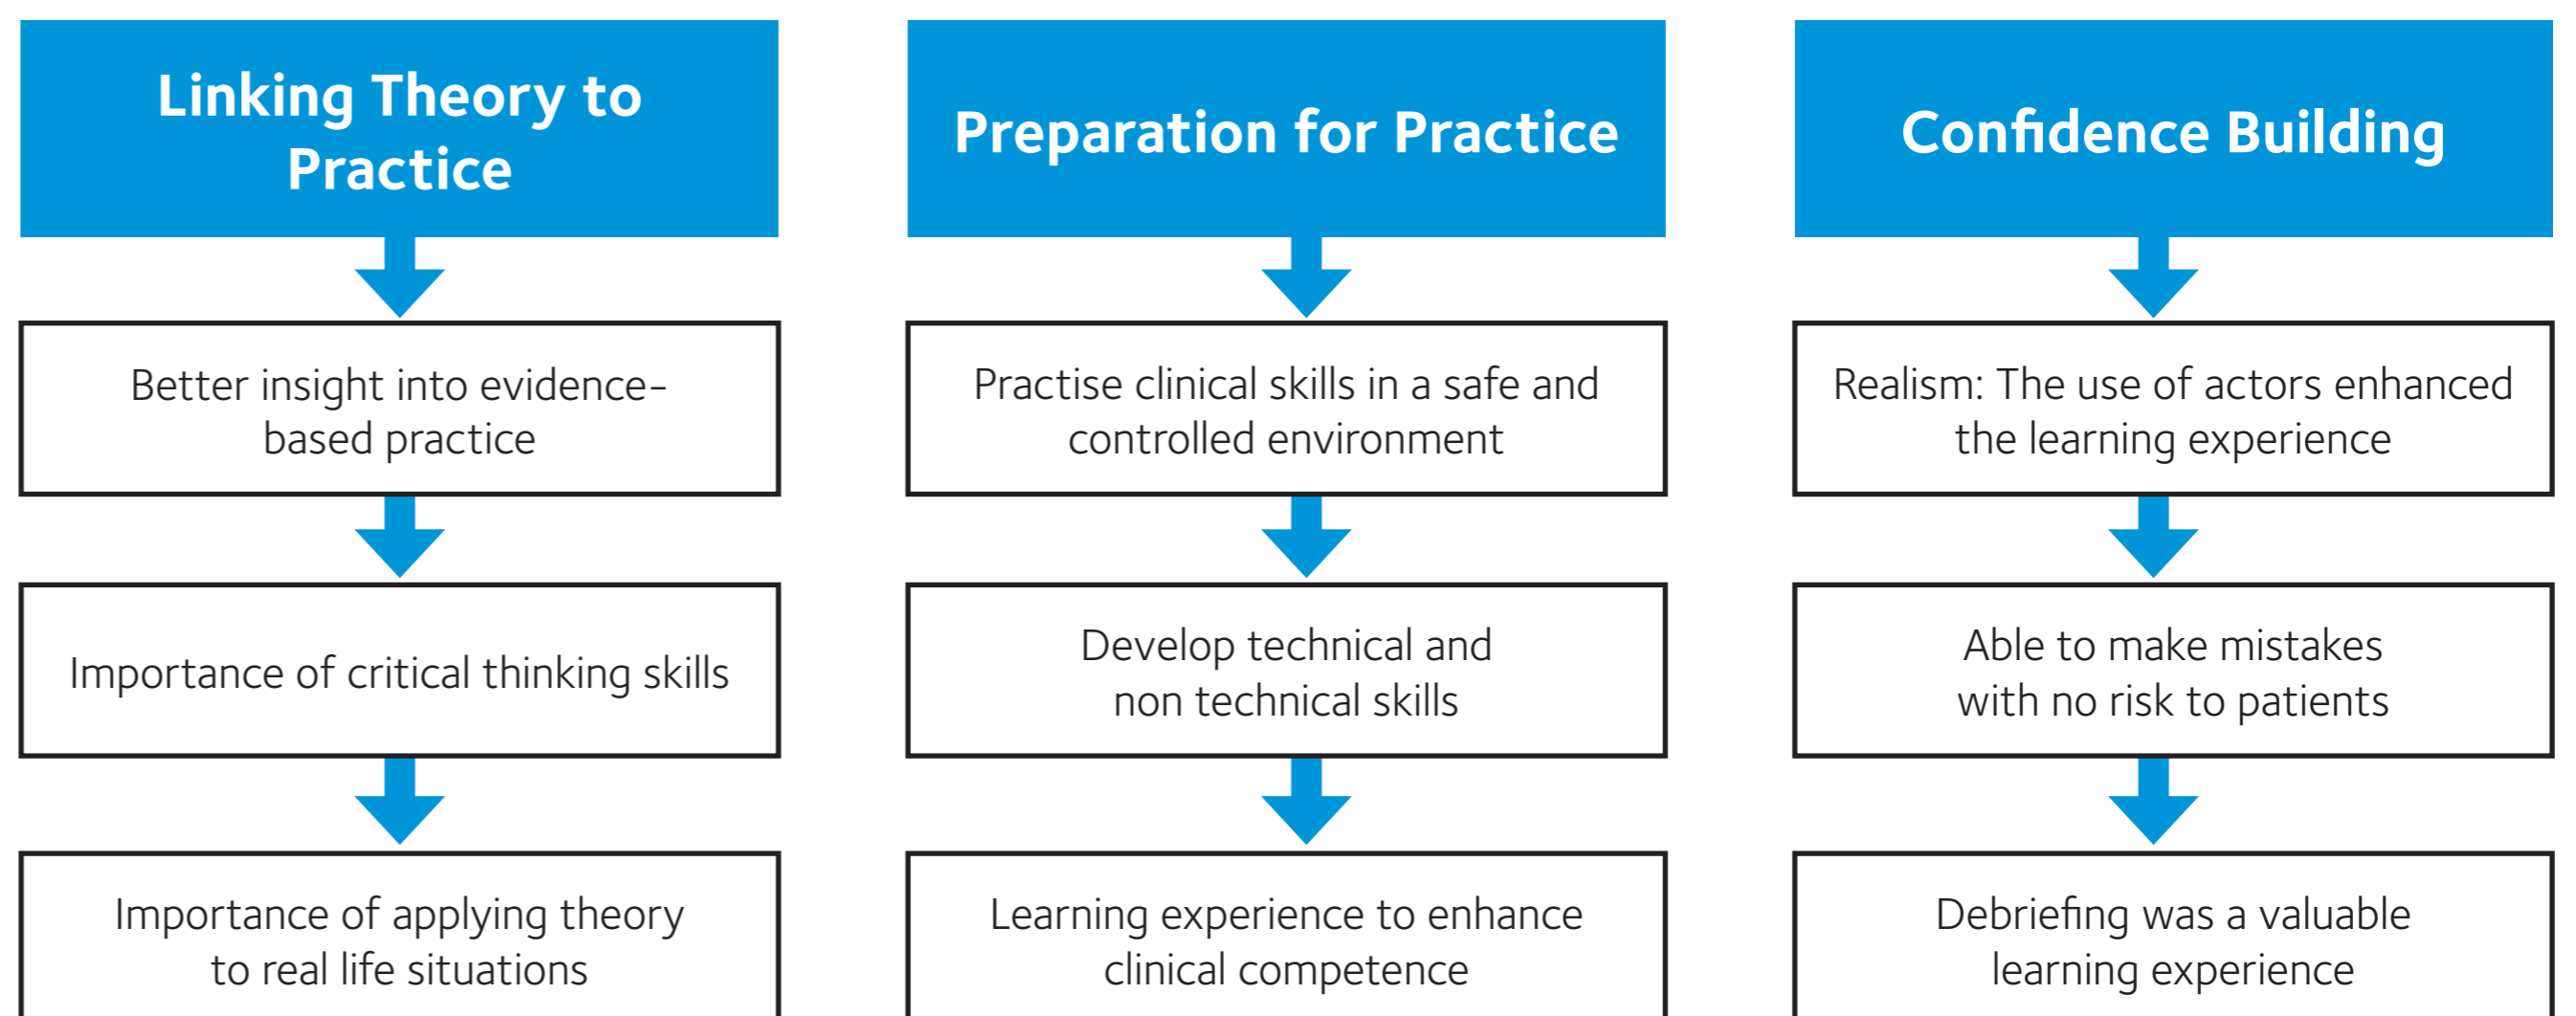 Linking Theory to
Practice
Better insight into evidence-
based practice
Importance of critical thinking skills
Importance of applying theory
to real life situations
Preparation for Practice
Practise clinical skills in a safe and
controlled environment
Develop technical and
non technical skills
Learning experience to enhance
clinical competence
Confidence Building
Realism: The use of actors enhanced
the learning experience
Able to make mistakes
with no risk to patients
Debriefing was a valuable
learning experience